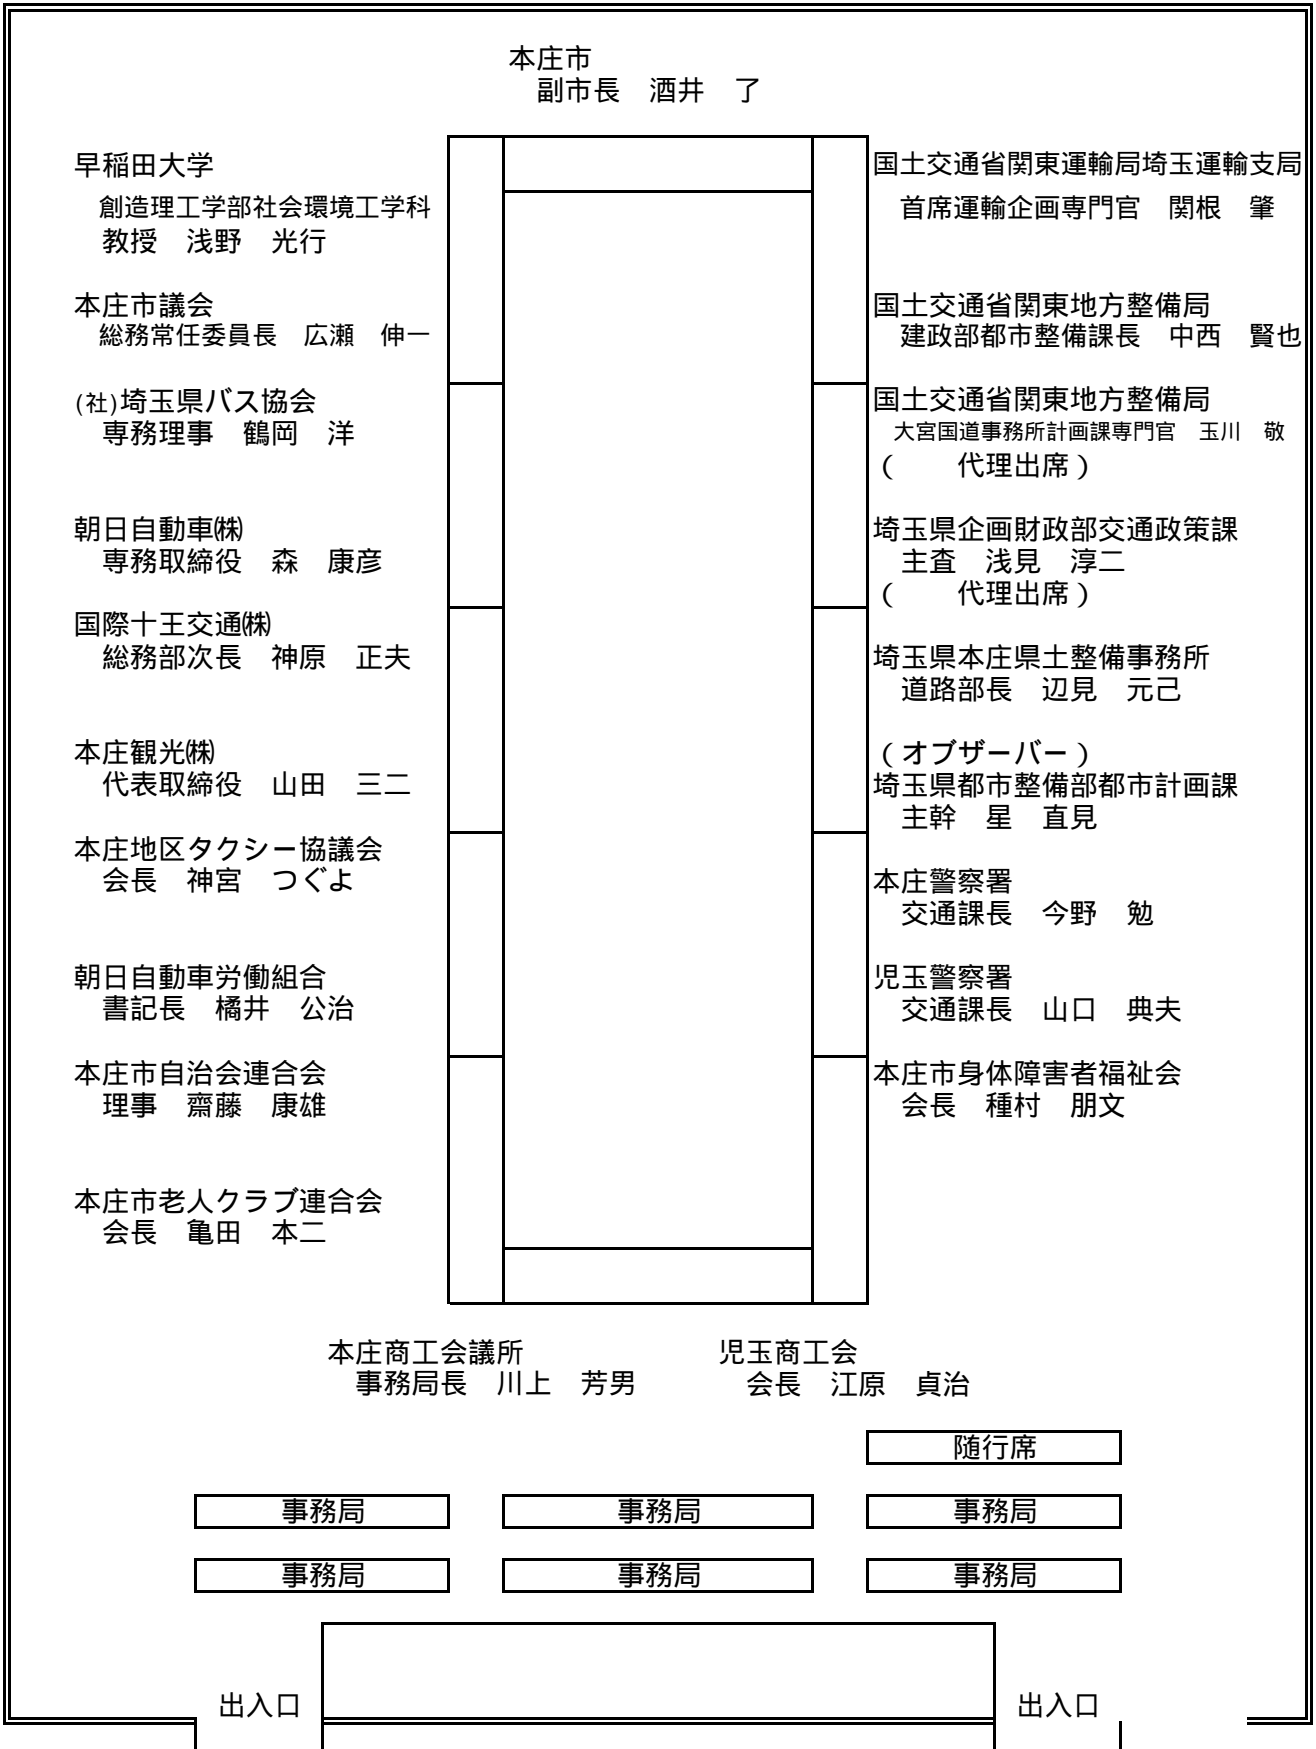 本庄市
副市長　酒井　了
早稲田大学
創造理工学部社会環境工学科
教授　浅野　光行
本庄市議会
総務常任委員長　広瀬　伸一
(社)埼玉県バス協会
専務理事　鶴岡　洋
朝日自動車㈱
専務取締役　森　康彦
国際十王交通㈱
総務部次長　神原　正夫
本庄観光㈱
代表取締役　山田　三二
本庄地区タクシー協議会
会長　神宮　つぐよ
朝日自動車労働組合
書記長　橘井　公治
本庄市自治会連合会
理事　齋藤　康雄
本庄市老人クラブ連合会
会長　亀田　本二
国土交通省関東運輸局埼玉運輸支局
首席運輸企画専門官　関根　肇
国土交通省関東地方整備局
建政部都市整備課長　中西　賢也
国土交通省関東地方整備局
大宮国道事務所計画課専門官　玉川　敬
(　　代理出席)
埼玉県企画財政部交通政策課
主査　浅見　淳二
(　　代理出席)
埼玉県本庄県土整備事務所
道路部長　辺見　元己
(オブザーバー)
埼玉県都市整備部都市計画課
主幹　星　直見
本庄警察署
交通課長　今野　勉
児玉警察署
交通課長　山口　典夫
本庄市身体障害者福祉会
会長　種村　朋文
本庄商工会議所
事務局長　川上　芳男
児玉商工会
会長　江原　貞治
随行席
事務局
事務局
事務局
事務局
事務局
事務局
出入口
出入口